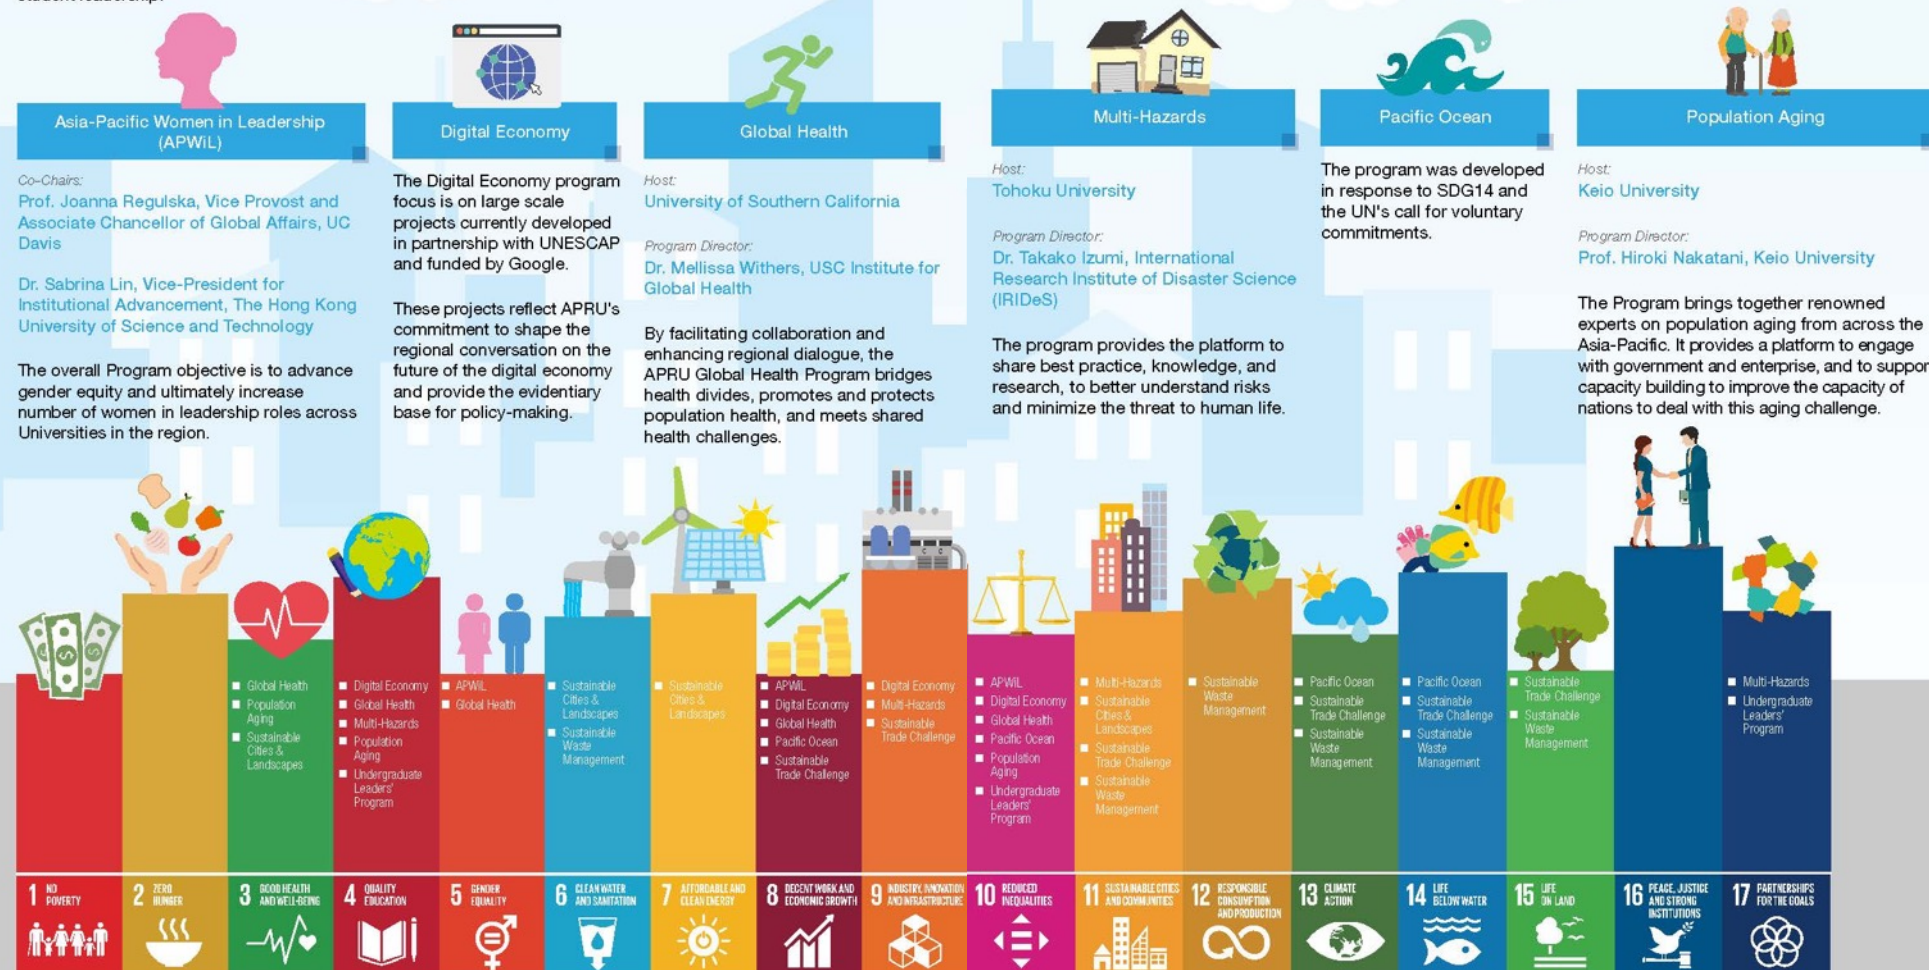 Asia-Pacific Women in Leadership
(APWiL)
Co-Chairs:
Prof. Joanna Regulska, Vice Provost and
Associate Chancellor of Global Affairs, UC
Davis
Dr. Sabrina Lin, Vice-President for
Institutional Advancement, The Hong Kong
University of Science and Technology
The overall Program objective is to advance
gender equity and ultimately increase
number of women in leadership roles across
Universities in the region.
Digital Economy
The Digital Economy program
focus is on large scale
projects currently developed
in partnership with UNESCAP
and funded by Google.
These projects reflect APRU's
commitment to shape the
regional conversation on the
future of the digital economy
and provide the evidentiary
base for policy-making.
Global Health
Host:
University of Southern California
Program Director:
Dr. Mellissa Withers, USC Institute for
Global Health
By facilitating collaboration and
enhancing regional dialogue, the
APRU Global Health Program bridges
health divides, promotes and protects
population health, and meets shared
health challenges.
Multi-Hazards
Host:
Tohoku University
Program Director:
Dr. Takako Izumi, International
Research Institute of Disaster Science
(IRIDeS)
The program provides the platform to
share best practice, knowledge, and
research, to better understand risks
and minimize the threat to human life.
Pacific Ocean
The program was developed
in response to SDG14 and
the UN's call for voluntary
commitments.
Population Aging
Host:
Keio University
Program Director:
Prof. Hiroki Nakatani, Keio University
The Program brings together renowned
experts on population aging from across the
Asia-Pacific. It provides a platform to engage
with government and enterprise, and to suppor
capacity building to improve the capacity of
nations to deal with this aging challenge.
Global Health
Population
Aging
Sustainable
Cities &
Landscapes
Digital Economy
Global Health
Multi-Hazards
Population
Aging
Undergraduate
Leaders'
Program
APWiL
Global Health
Sustainable
Cities &
Landscapes
Sustainable
Waste
Management
Sustainable
Cities &
Landscapes
APWiL
Digital Economy
Global Health
Pacific Ocean
Sustainable
Trade Challenge
Digital Economy
Multi-Hazards
Sustainable
Trade Challenge
APWiL
Digital Economy
Global Health
Pacific Ocean
Population
Aging
Undergraduate
Leaders'
Program
Multi-Hazards
Sustainable
Cities &
Landscapes
Sustainable
Trade Challenge
Sustainable
Waste
Management
Sustainable
Waste
Management
Pacific Ocean
Sustainable
Trade Challenge
Sustainable
Waste
Management
Pacific Ocean
Sustainable
Trade Challenge
Sustainable
Waste
Management
Sustainable
Trade Challenge
Sustainable
Waste
Management
Multi-Hazards
Undergraduate
Leaders'
Program
1 NO
POVERTY
2 ZERO
HUNGER
3 GOOD HEALTH
AND WELL-BEING
4 QUALITY
EDUCATION
5 GENDER
EQUALITY
6 CLEAN WATER
AND SANITATION
7 AFFORDABLE AND
CLEAN ENERGY
8 DECENT WORK AND
ECONOMIC GROWTH
9 INDUSTRY, INNOVATION
AND INFRASTRUCTURE
10 REDUCED
INEQUALITIES
11 SUSTAINABLE CITIES
AND COMMUNITIES
12 RESPONSIBLE
CONSUMPTION
AND PRODUCTION
13 CLIMATE
ACTION
14 LIFE
BELOW WATER
15 LIFE
ON LAND
16 PEACE, JUSTICE
AND STRONG
INSTITUTIONS
17 PARTNERSHIPS
FOR THE GOALS